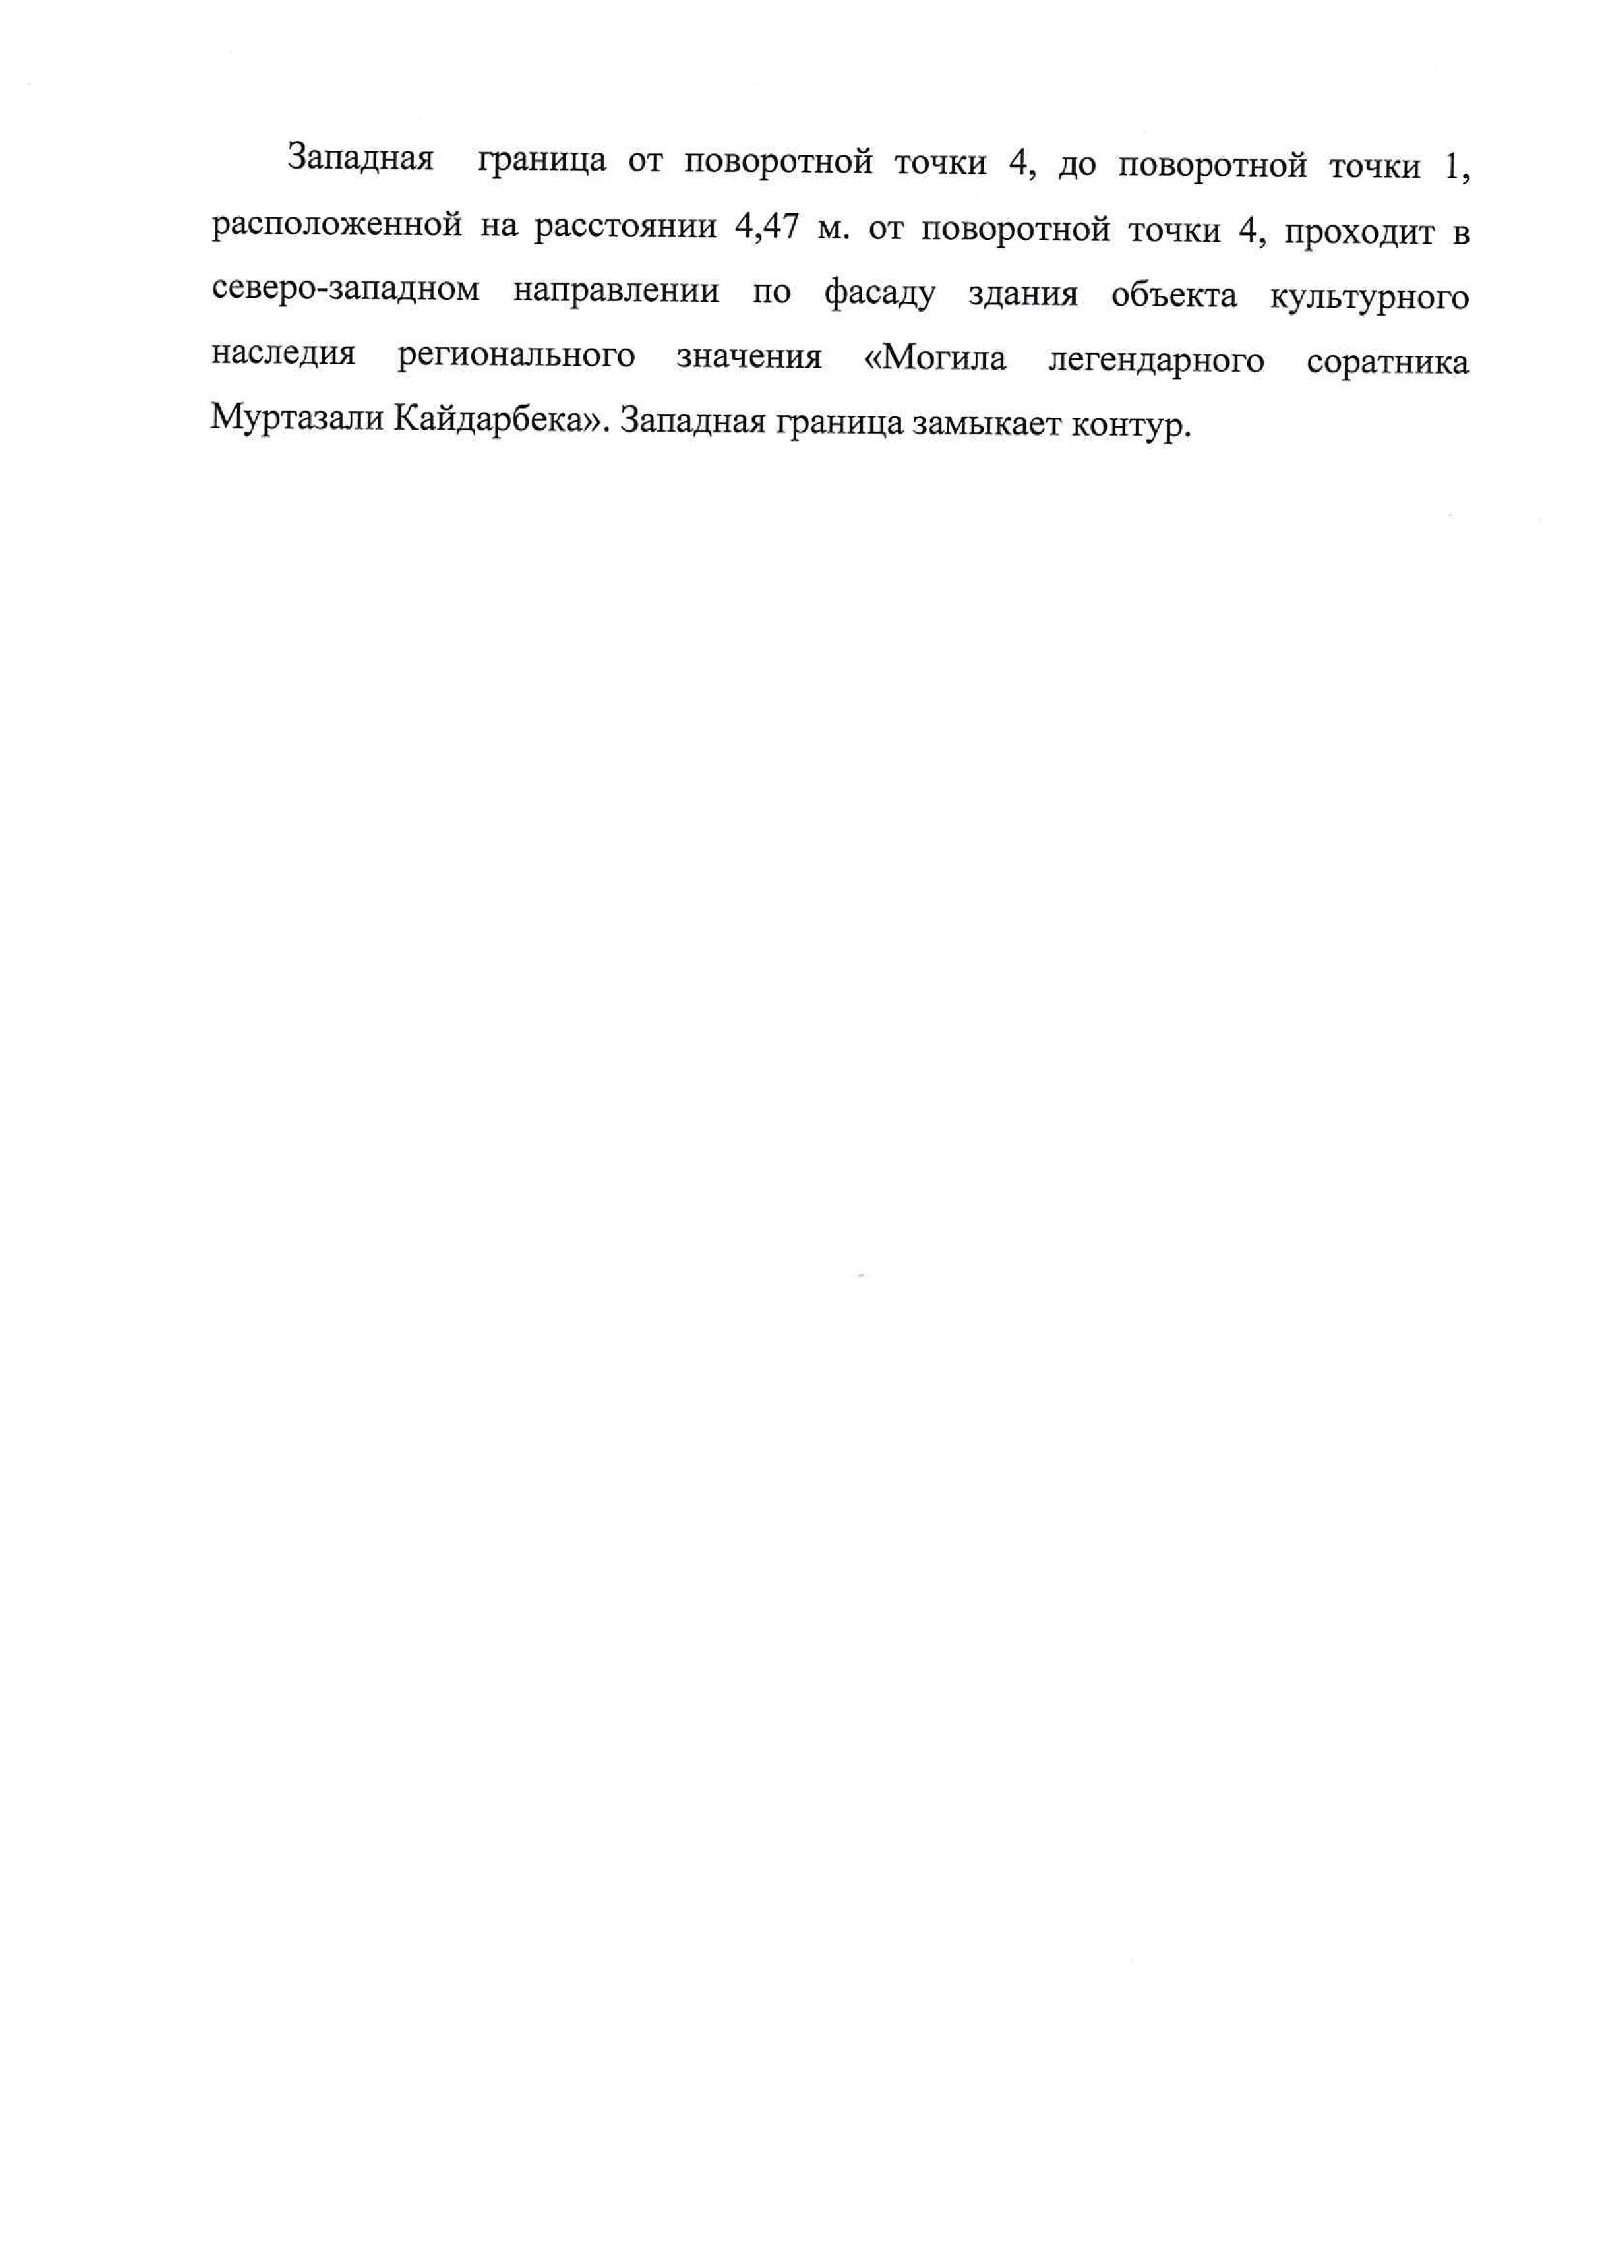 Западная граница от поворотной точки 4, до поворотной точки 1,
расположенной на расстоянии 4,47 м. от поворотной точки 4, проходит в
северо-западном направлении по фасаду здания объекта культурного
наследия регионального значения «Могила легендарного соратника
Муртазали Кайдарбека». Западная граница замыкает контур.